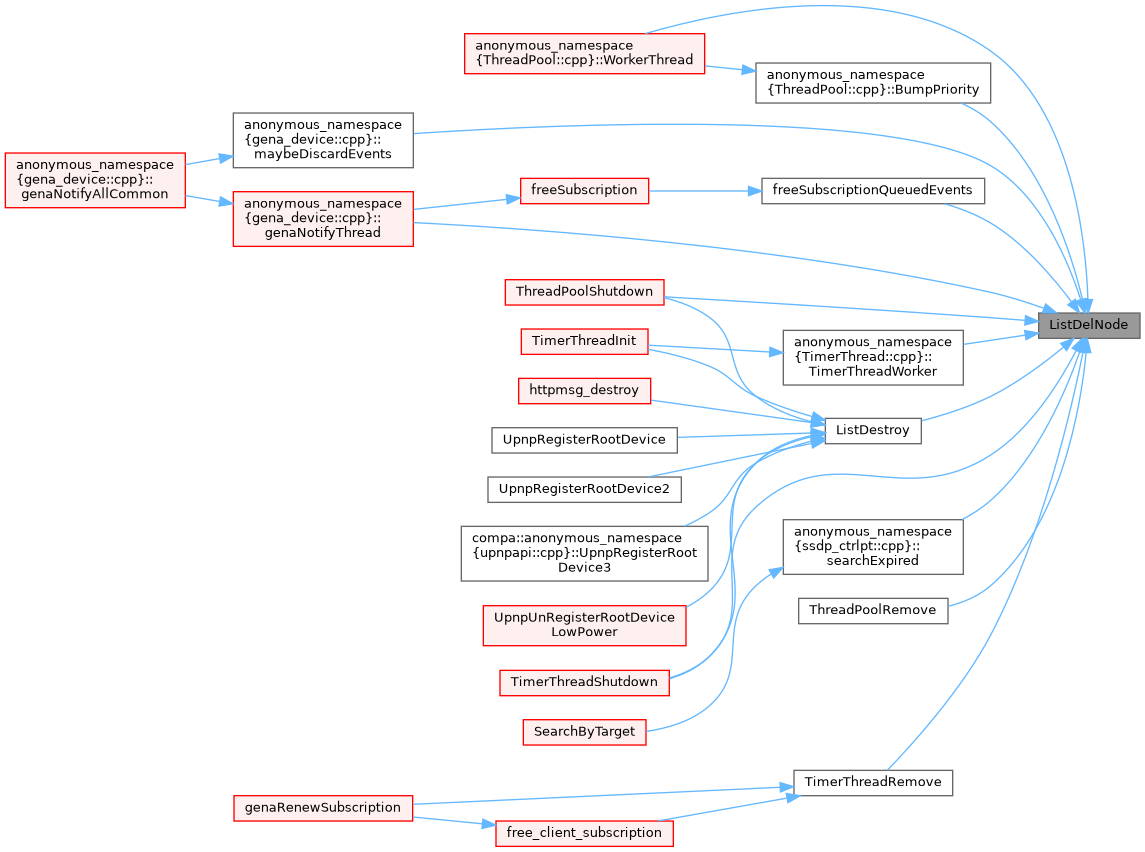 anonymous_namespace
{ThreadPool::cpp}::WorkerThread
anonymous_namespace
{ThreadPool::cpp}::BumpPriority
anonymous_namespace
{gena_device::cpp}::
maybeDiscardEvents
anonymous_namespace
{gena_device::cpp}::
genaNotifyAllCommon
freeSubscription
freeSubscriptionQueuedEvents
anonymous_namespace
{gena_device::cpp}::
genaNotifyThread
ThreadPoolShutdown
ListDelNode
TimerThreadInit
anonymous_namespace
{TimerThread::cpp}::
TimerThreadWorker
httpmsg_destroy
ListDestroy
UpnpRegisterRootDevice
UpnpRegisterRootDevice2
compa::anonymous_namespace
{upnpapi::cpp}::UpnpRegisterRoot
Device3
anonymous_namespace
{ssdp_ctrlpt::cpp}::
searchExpired
ThreadPoolRemove
UpnpUnRegisterRootDevice
LowPower
TimerThreadShutdown
SearchByTarget
TimerThreadRemove
genaRenewSubscription
free_client_subscription